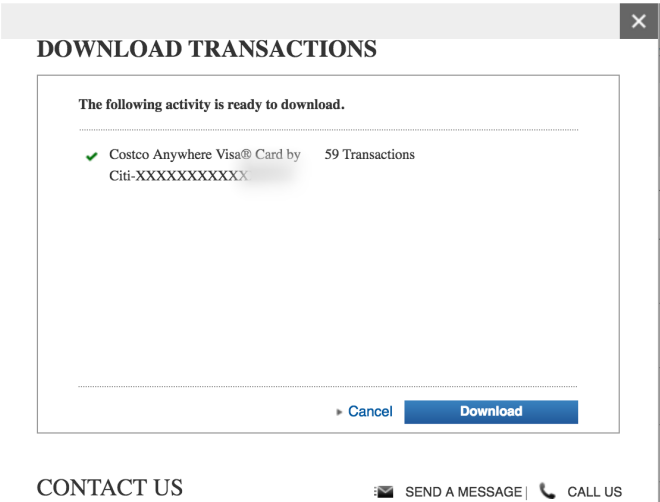 DOWNLOAD TRANSACTIONS
The following activity is ready to download.
Costco Anywhere Visa® Card by 59 Transactions
Citi-XXXXXXXXXXX
Cancel Download
CONTACT US SEND A MESSAGE | CALL US